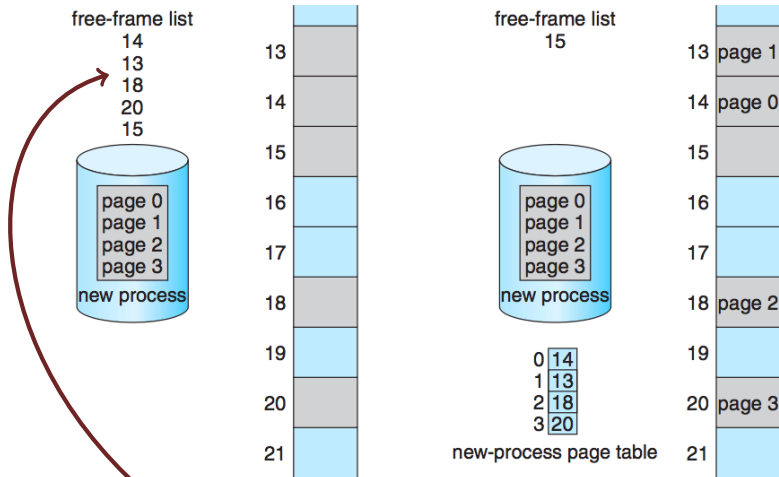 free-frame list
14
13
18
20
15
page 0
page 1
page 2
page 3
new process
13
14
15
16
17
18
19
20
21
free-frame list
15
page 0
page 1
page 2
page 3
new process
0 14
1 13
2 18
3 20
new-process page table
13 page 1
14 page 0
15
16
17
18 page 2
19
20 page 3
21